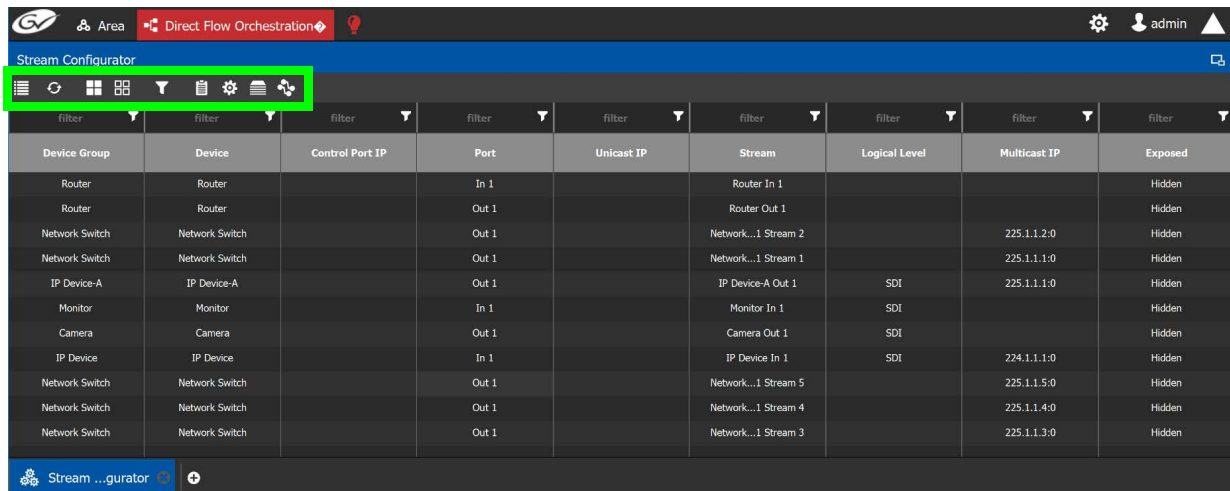 GV Area Direct Flow Orchestration� admin
Stream Configurator
filter filter filter filter filter filter filter filter filter
Device Group Device Control Port IP Port Unicast IP Stream Logical Level Multicast IP Exposed
Router Router In 1 Router In 1 Hidden
Router Router Out 1 Router Out 1 Hidden
Network Switch Network Switch Out 1 Network...1 Stream 2 225.1.1.2:0 Hidden
Network Switch Network Switch Out 1 Network...1 Stream 1 225.1.1.1:0 Hidden
IP Device-A IP Device-A Out 1 IP Device-A Out 1 SDI 225.1.1.1:0 Hidden
Monitor Monitor In 1 Monitor In 1 SDI Hidden
Camera Camera Out 1 Camera Out 1 SDI Hidden
IP Device IP Device In 1 IP Device In 1 SDI 224.1.1.1:0 Hidden
Network Switch Network Switch Out 1 Network...1 Stream 5 225.1.1.5:0 Hidden
Network Switch Network Switch Out 1 Network...1 Stream 4 225.1.1.4:0 Hidden
Network Switch Network Switch Out 1 Network...1 Stream 3 225.1.1.3:0 Hidden
Stream ...gurator